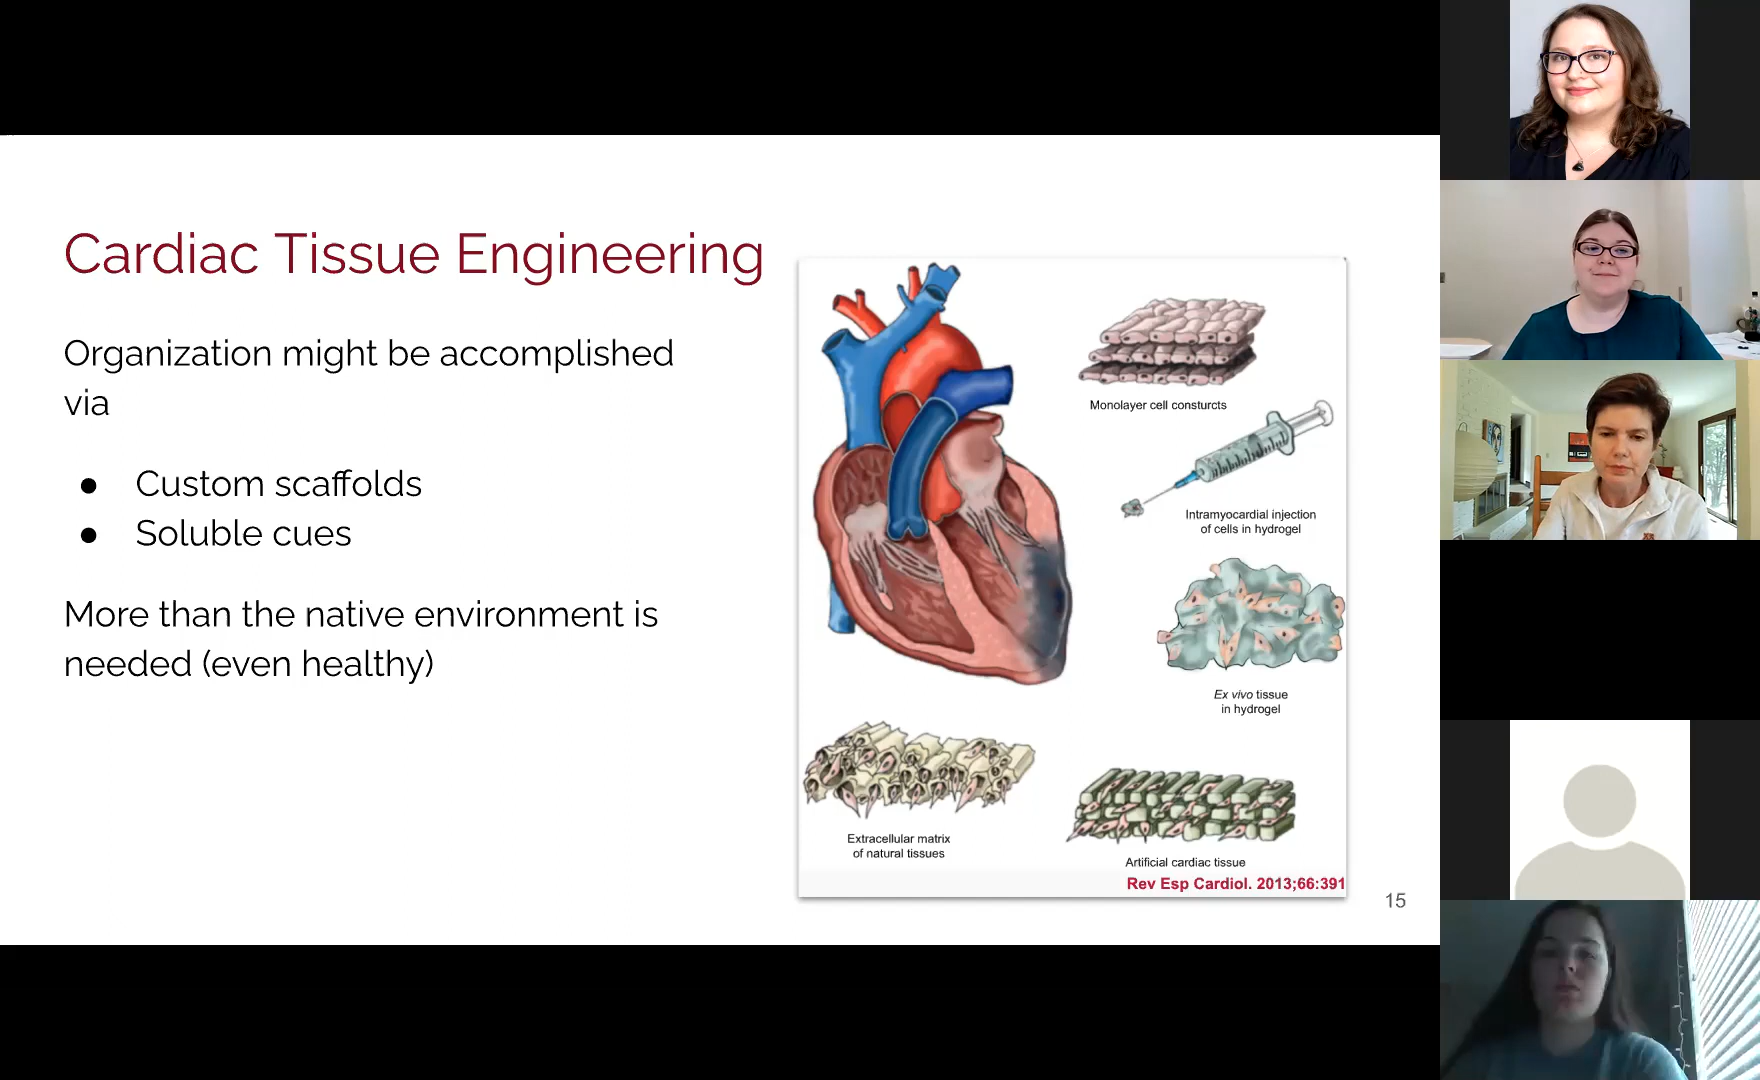 Cardiac Tissue Engineering
Organization might be accomplished
via
● Custom scaffolds
● Soluble cues
More than the native environment is
needed (even healthy)
Monolayer cell consturcts
Intramyocardial injection
of cells in hydrogel
Ex vivo tissue
in hydrogel
Extracellular matrix
of natural tissues
Artificial cardiac tissue
Rev Esp Cardiol. 2013;66:391
15